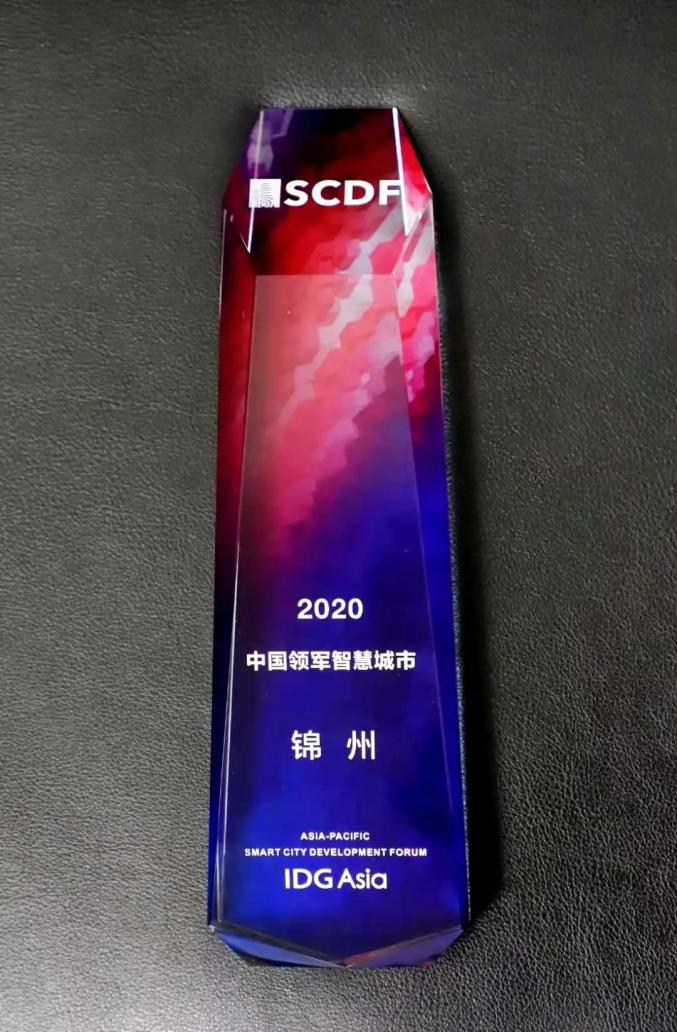 SCDF
2020
中国领军智慧城市
锦州
ASIA-PACIFIC
SMART CITY DEVELOPMENT FORUM
IDG Asia